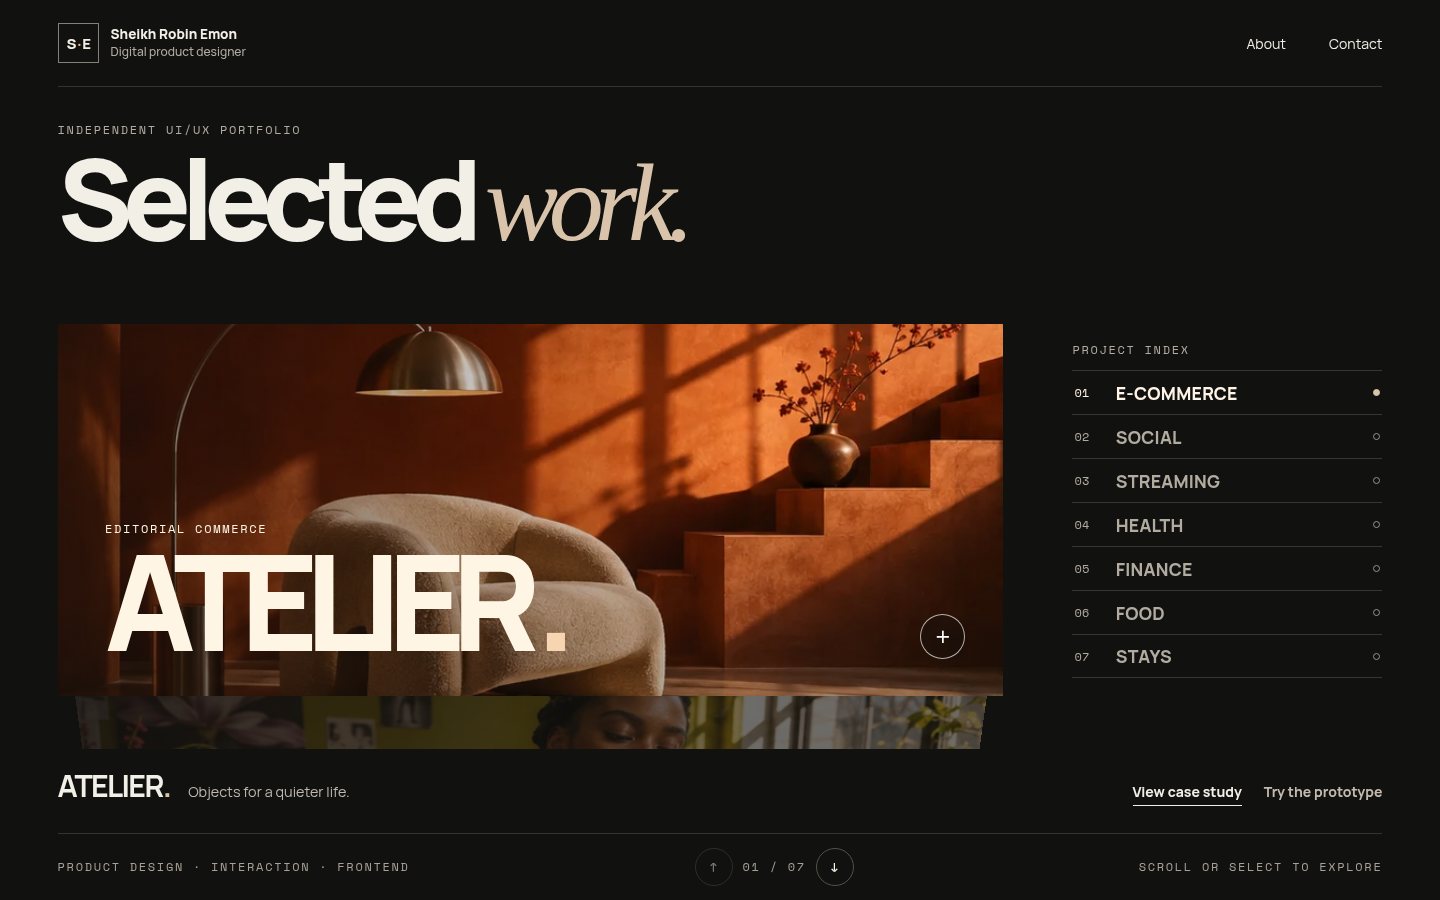 S·E
Sheikh Robin Emon
Digital product designer
About
Contact
INDEPENDENT UI/UX PORTFOLIO
Selected work.
EDITORIAL COMMERCE
ATELIER.
+
PROJECT INDEX
01 E-COMMERCE
02 SOCIAL
03 STREAMING
04 HEALTH
05 FINANCE
06 FOOD
07 STAYS
ATELIER. Objects for a quieter life.
View case study
Try the prototype
PRODUCT DESIGN · INTERACTION · FRONTEND
↑ 01 / 07 ↓
SCROLL OR SELECT TO EXPLORE